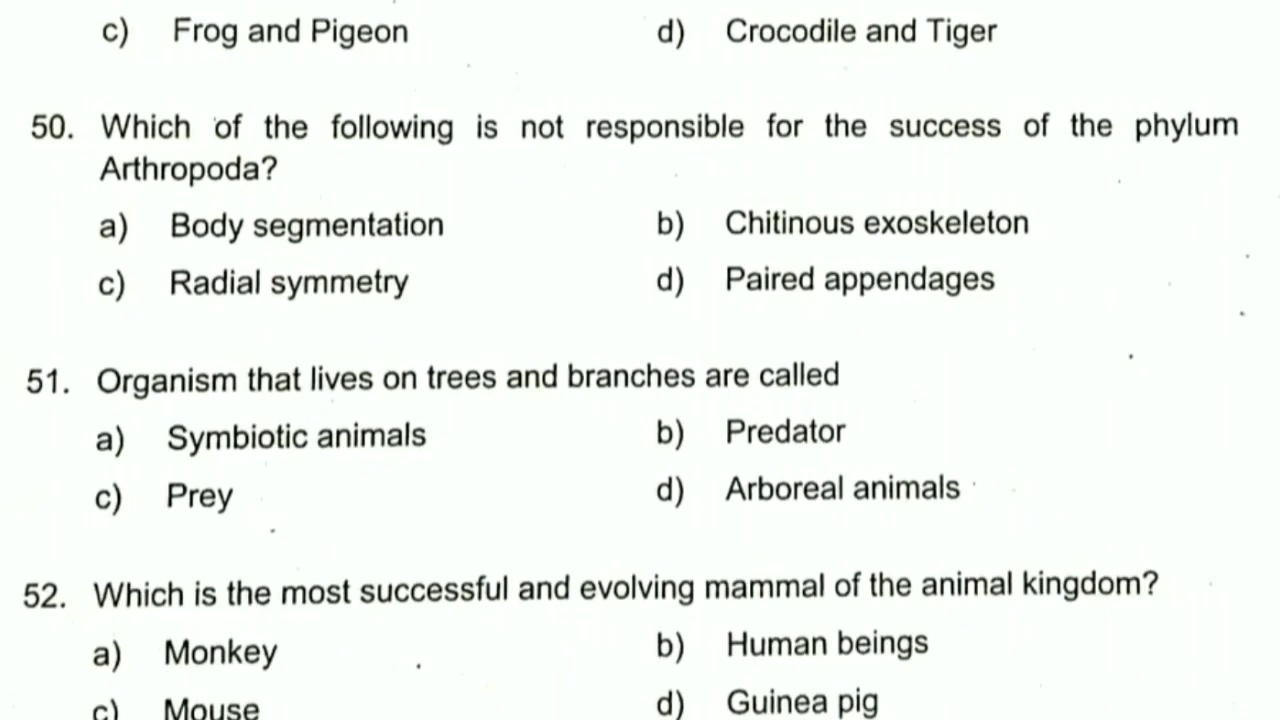 c) Frog and Pigeon d) Crocodile and Tiger
50. Which of the following is not responsible for the success of the phylum
Arthropoda?
a) Body segmentation b) Chitinous exoskeleton
c) Radial symmetry d) Paired appendages
51. Organism that lives on trees and branches are called
a) Symbiotic animals b) Predator
c) Prey d) Arboreal animals
52. Which is the most successful and evolving mammal of the animal kingdom?
a) Monkey b) Human beings
c) Mouse d) Guinea pig